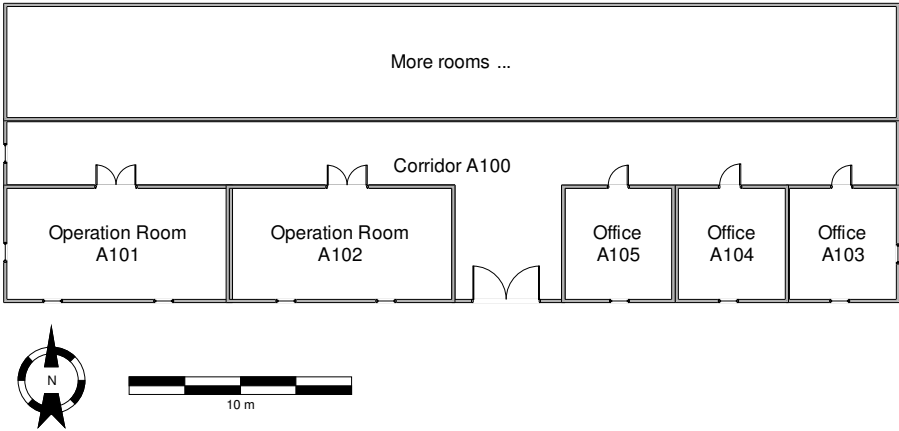 More rooms ...
Corridor A100
Operation Room
A101
Operation Room
A102
Office
A105
Office
A104
Office
A103
N
10 m